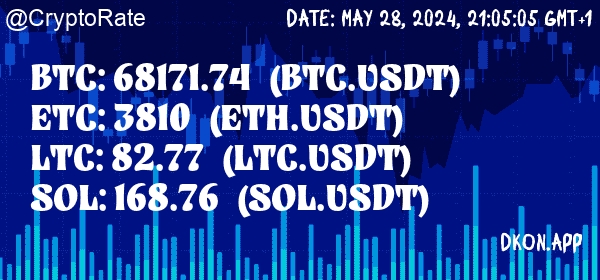 @CryptoRate
DATE: MAY 28, 2024, 21:05:05 GMT+1
BTC: 68171.74 (BTC.USDT)
ETC: 3810 (ETH.USDT)
LTC: 82.77 (LTC.USDT)
SOL: 168.76 (SOL.USDT)
DKON.APP